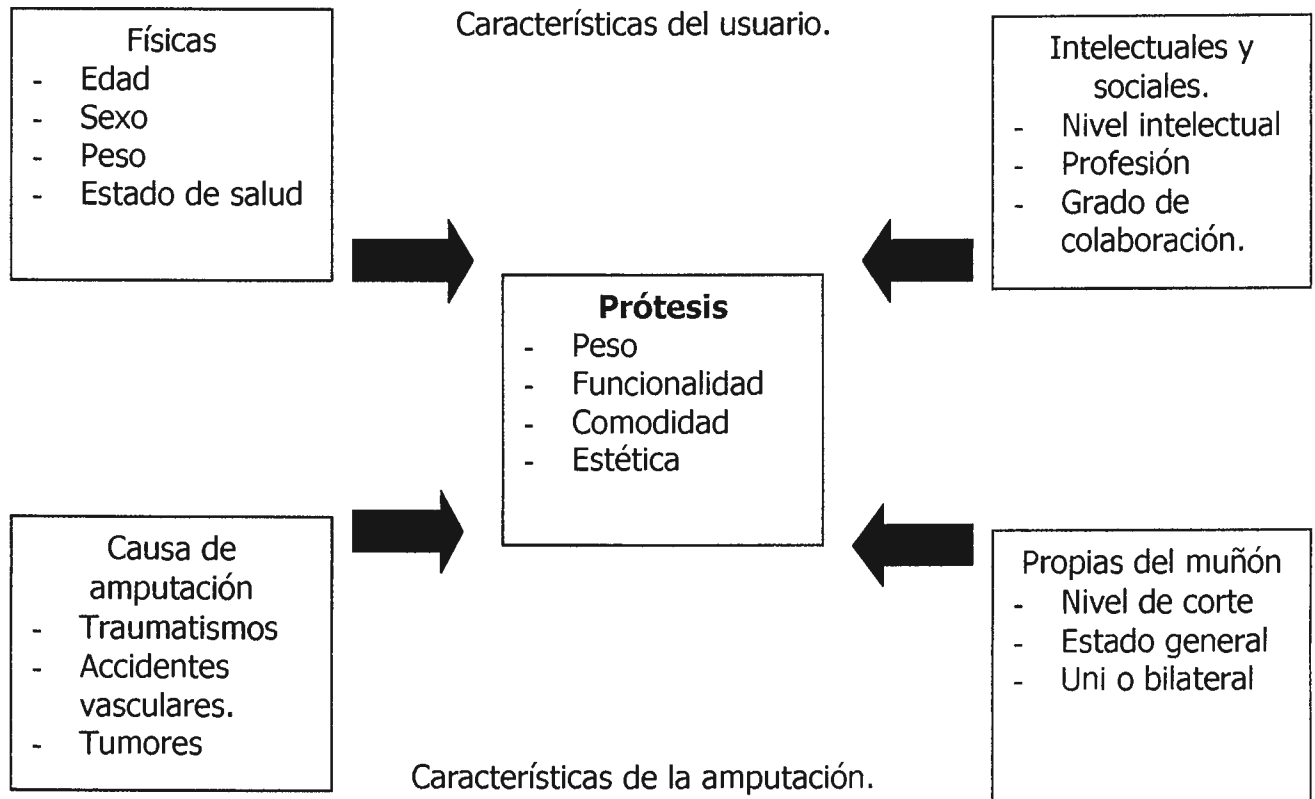 Características del usuario.
Físicas
- Edad
- Sexo
- Peso
- Estado de salud
Intelectuales y
sociales.
- Nivel intelectual
- Profesión
- Grado de
colaboración.
Prótesis
- Peso
- Funcionalidad
- Comodidad
- Estética
Causa de
amputación
- Traumatismos
- Accidentes
vasculares.
- Tumores
Propias del muñón
- Nivel de corte
- Estado general
- Uni o bilateral
Características de la amputación.